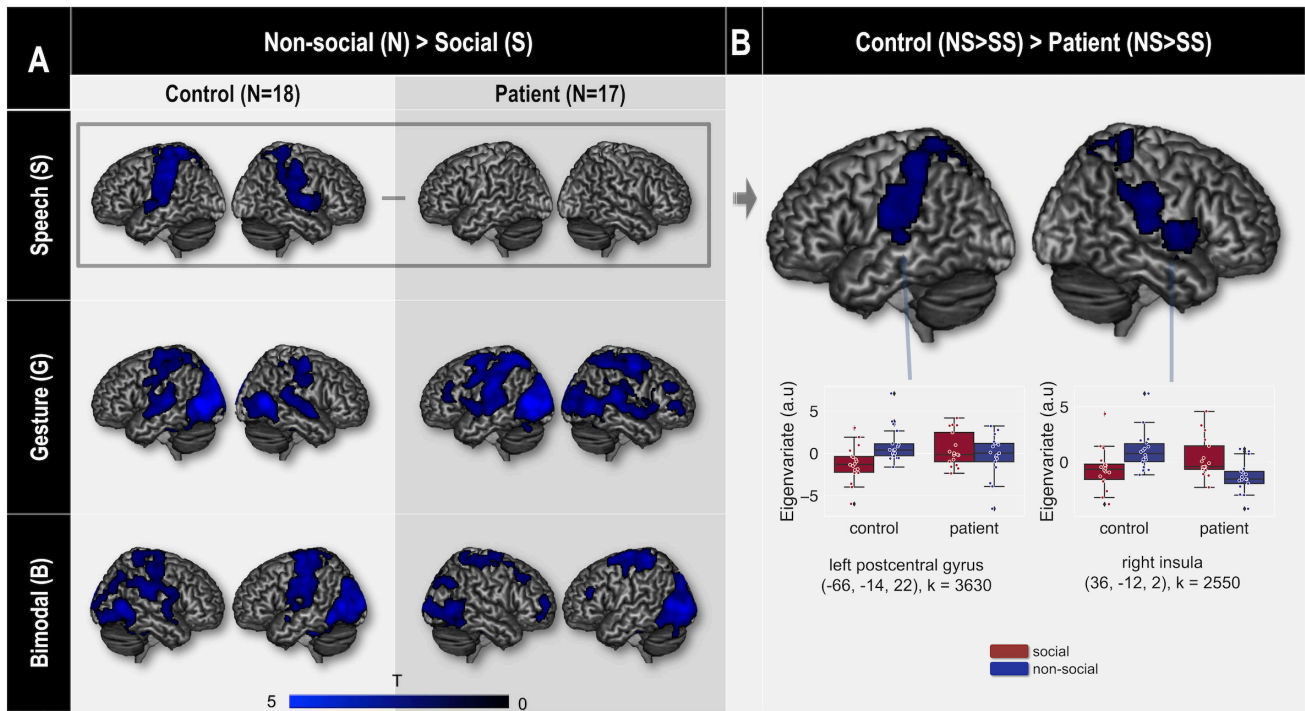 A
Non-social (N) > Social (S)
B
Control (NS>SS) > Patient (NS>SS)
Control (N=18)
Patient (N=17)
Speech (S)
Gesture (G)
Bimodal (B)
T
5
0
Eigenvariate (a.u)
5
0
−5
control
patient
left postcentral gyrus
(-66, -14, 22), k = 3630
Eigenvariate (a.u)
5
0
control
patient
right insula
(36, -12, 2), k = 2550
social
non-social